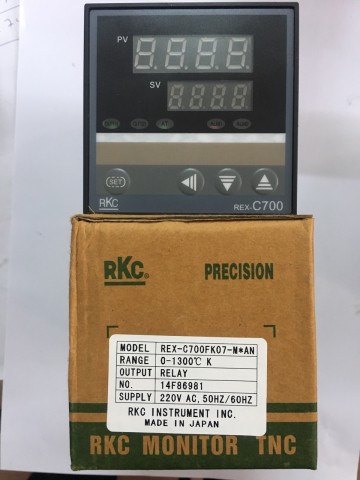 PV
8.8.8.8
SV
8.8.8.8
SET
RKC
REX-C700
RKC
PRECISION
MODEL REX-C700FK07-M*AN
RANGE 0-1300℃ K
OUTPUT RELAY
NO. 14F86981
SUPPLY 220V AC, 50HZ/60HZ
RKC INSTRUMENT INC.
MADE IN JAPAN
RKC MONITOR TNC